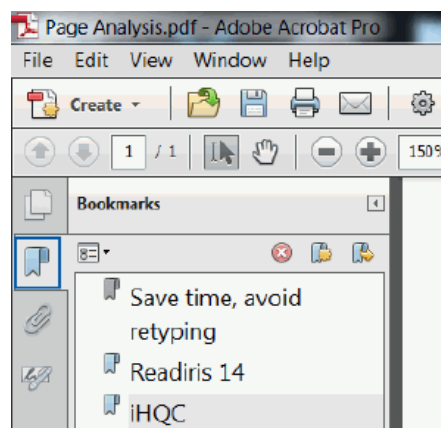 Page Analysis.pdf - Adobe Acrobat Pro
File Edit View Window Help
Create
1 / 1 150%
Bookmarks
Save time, avoid
retyping
Readiris 14
iHQC